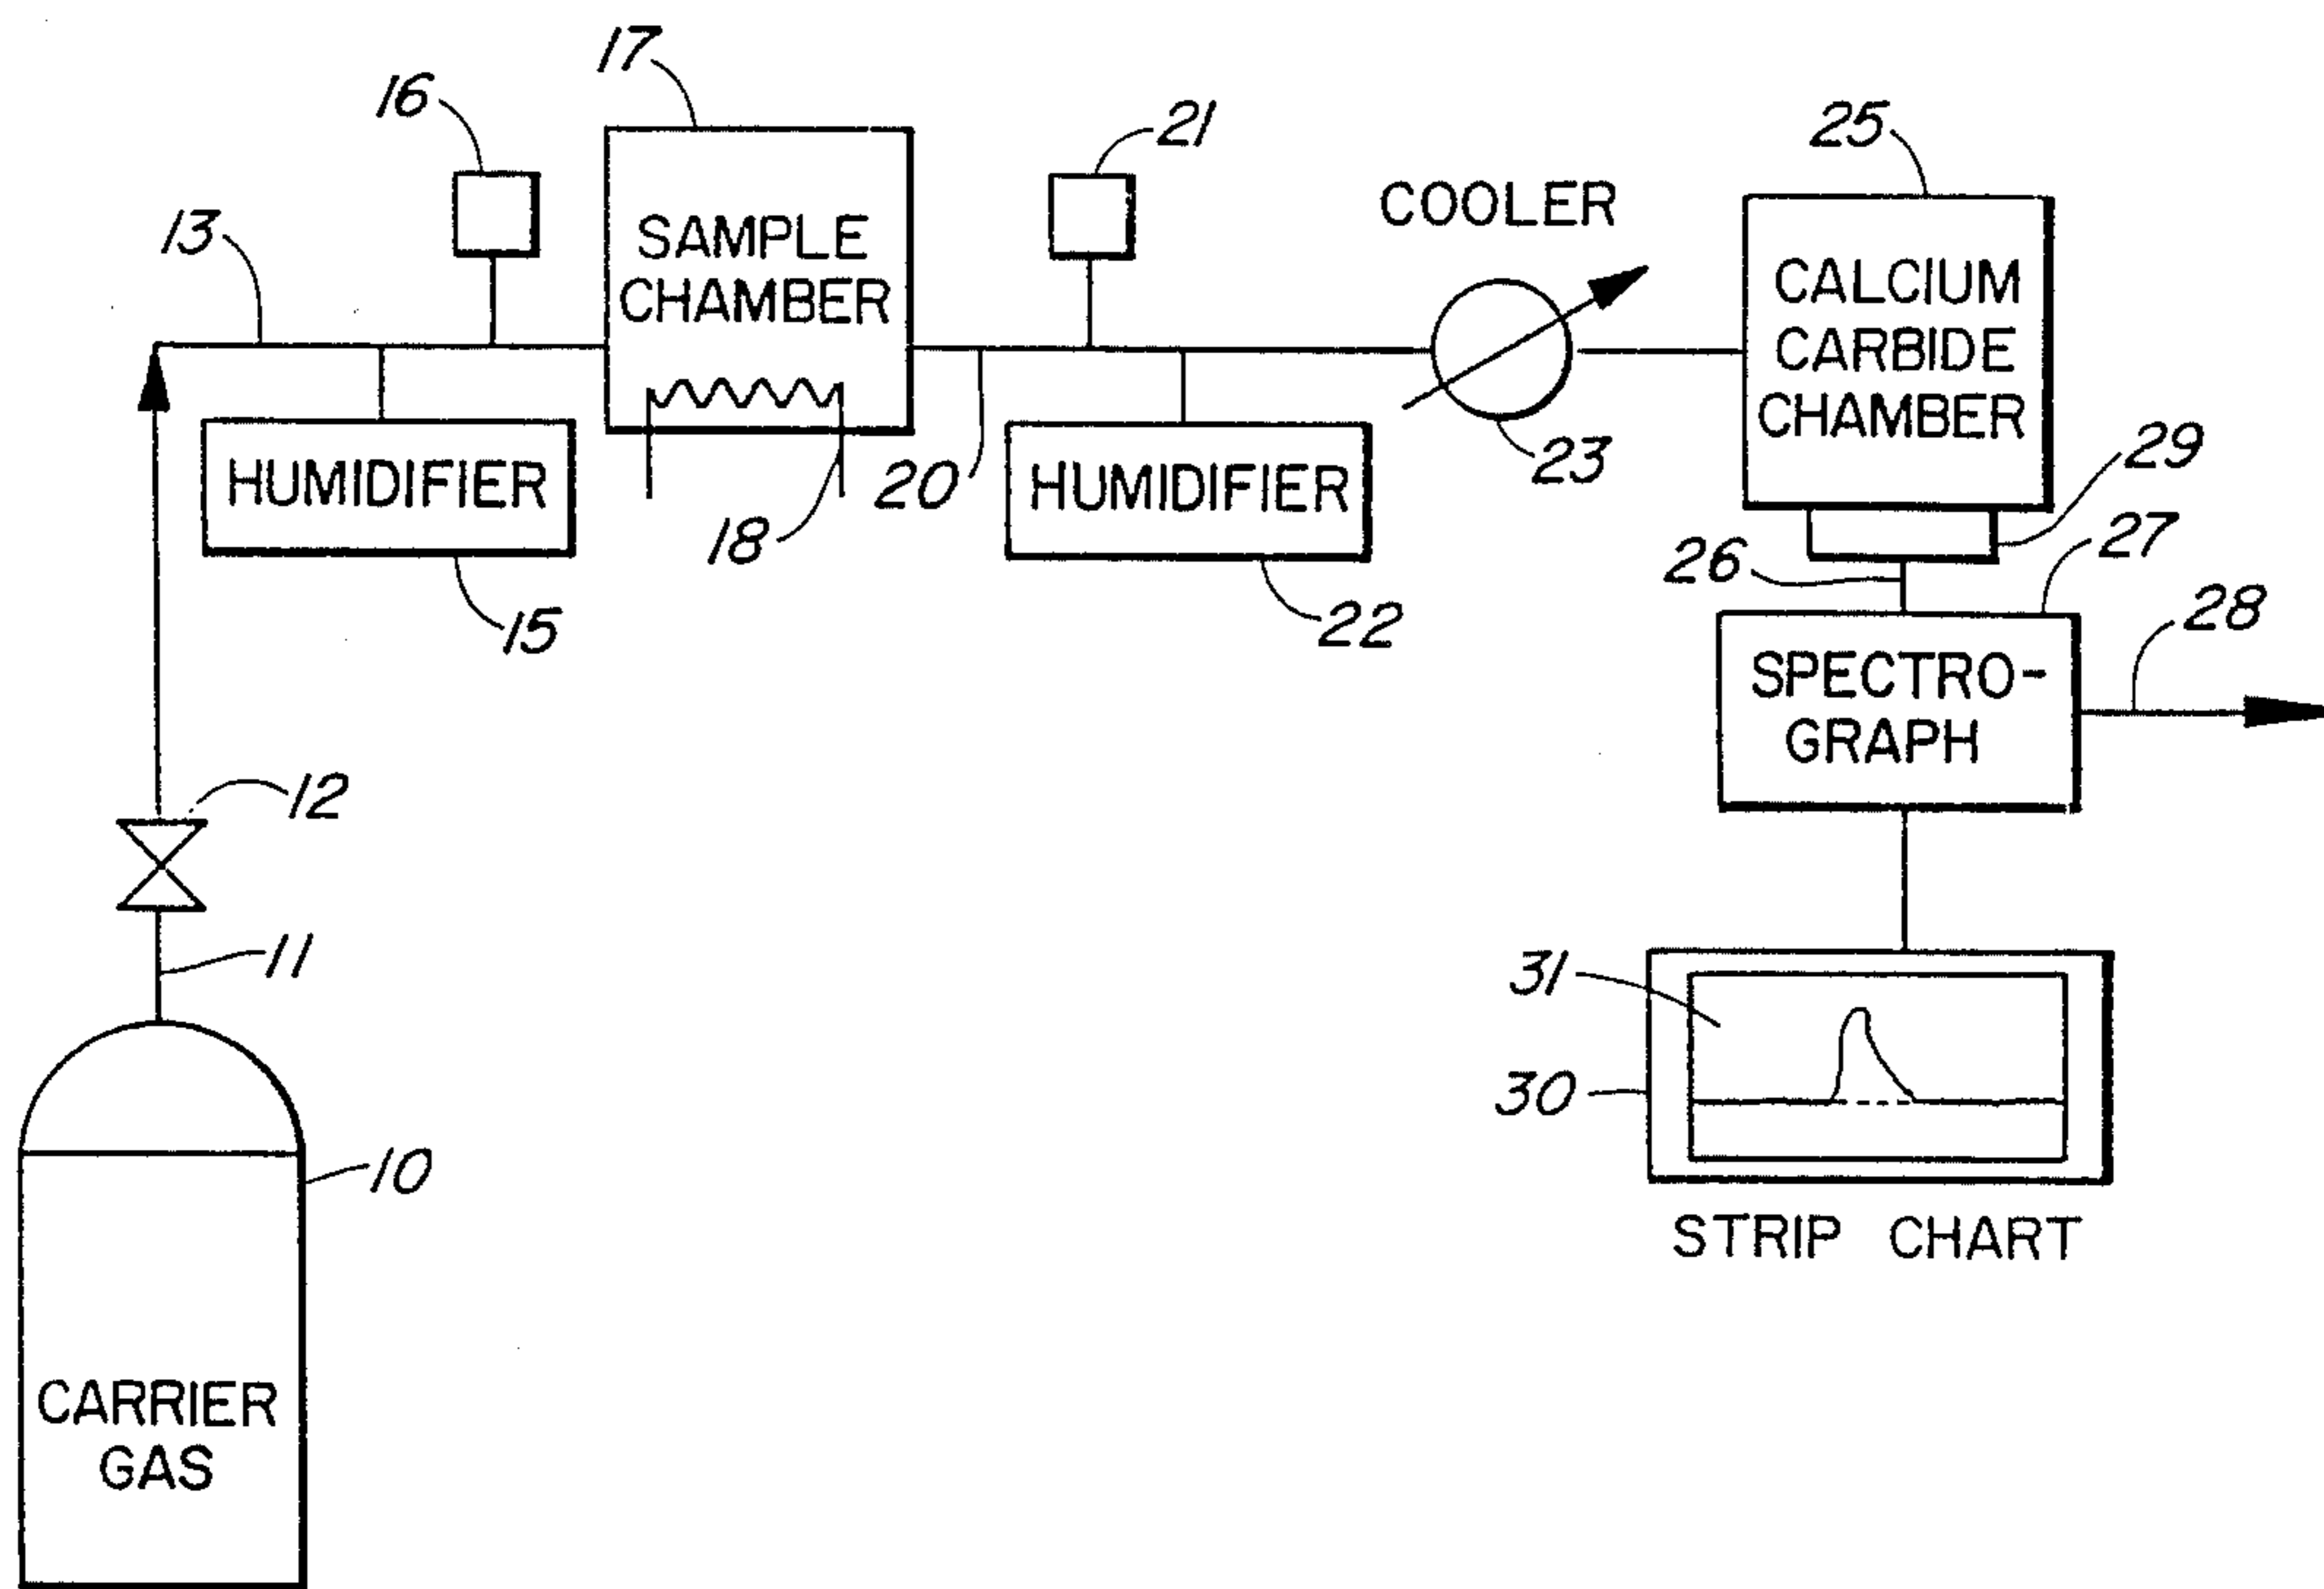 17
16
21
25
13
COOLER
SAMPLE
CHAMBER
CALCIUM
CARBIDE
CHAMBER
HUMIDIFIER
20
HUMIDIFIER
23
29
18
26
27
15
22
28
SPECTRO-
GRAPH
12
11
31
30
10
STRIP CHART
CARRIER
GAS